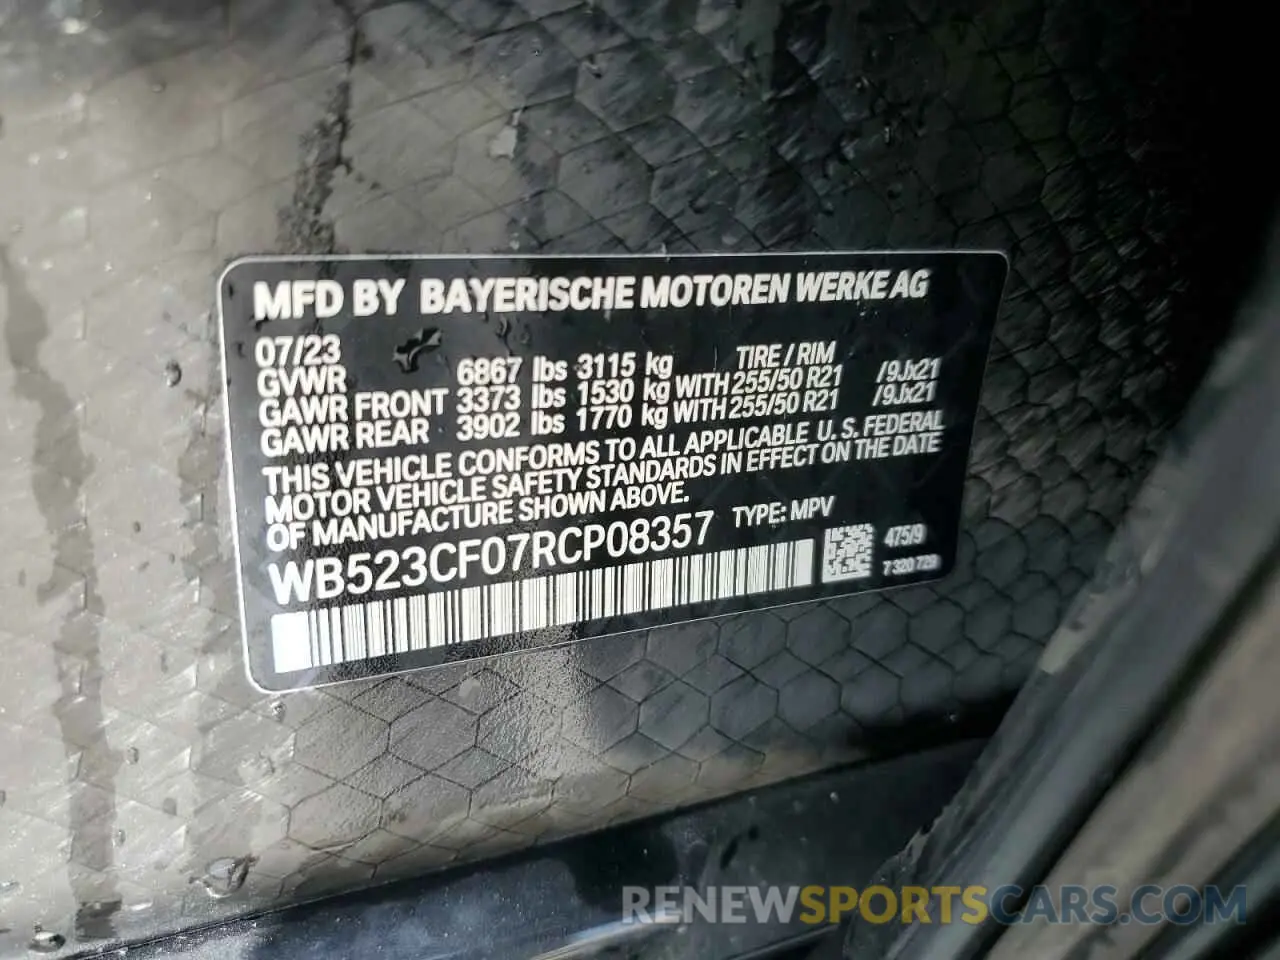 MFD BY BAYERISCHE MOTOREN WERKE AG
07/23 TIRE / RIM
GVWR 6867 lbs 3115 kg
GAWR FRONT 3373 lbs 1530 kg WITH 255/50 R21 /9Jx21
GAWR REAR 3902 lbs 1770 kg WITH 255/50 R21 /9Jx21
THIS VEHICLE CONFORMS TO ALL APPLICABLE U. S. FEDERAL
MOTOR VEHICLE SAFETY STANDARDS IN EFFECT ON THE DATE
OF MANUFACTURE SHOWN ABOVE.
WB523CF07RCP08357 TYPE: MPV
475/9
7 320 729
RENEWSPORTSCARS.COM